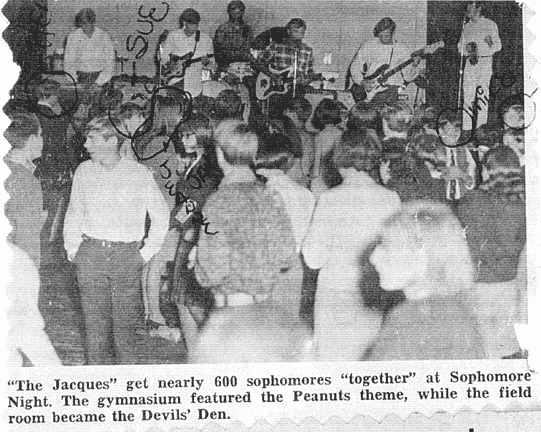 SUE
"The Jacques" get nearly 600 sophomores "together" at Sophomore
Night. The gymnasium featured the Peanuts theme, while the field
room became the Devils' Den.